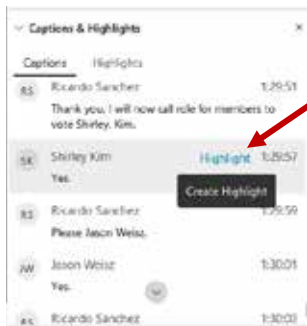 Captions & Highlights ×
Captions Highlights
RS Ricardo Sanchez 1:29:51
Thank you. I will now call role for members to
vote Shirley. Kim.
SK Shirley Kim Highlight 1:29:57
Yes.
Create Highlight
RS Ricardo Sanchez 1:29:59
Please Jason Weisz.
JW Jason Weisz 1:30:01
Yes.
RS Ricardo Sanchez 1:30:03